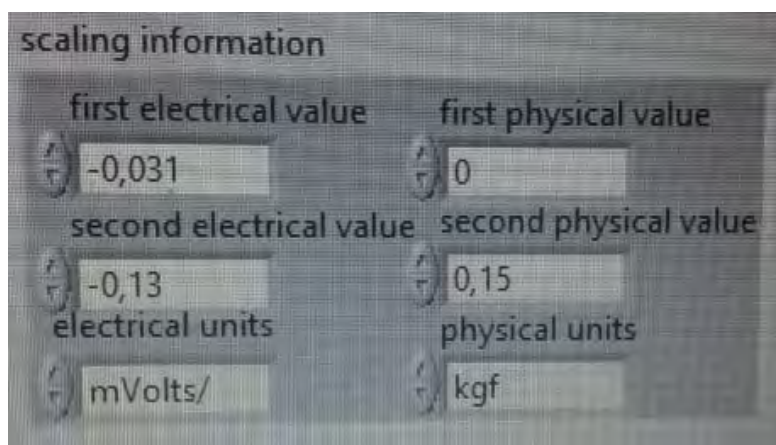 scaling information
first electrical value first physical value
-0,031 0
second electrical value second physical value
-0,13 0,15
electrical units physical units
mVolts/ kgf